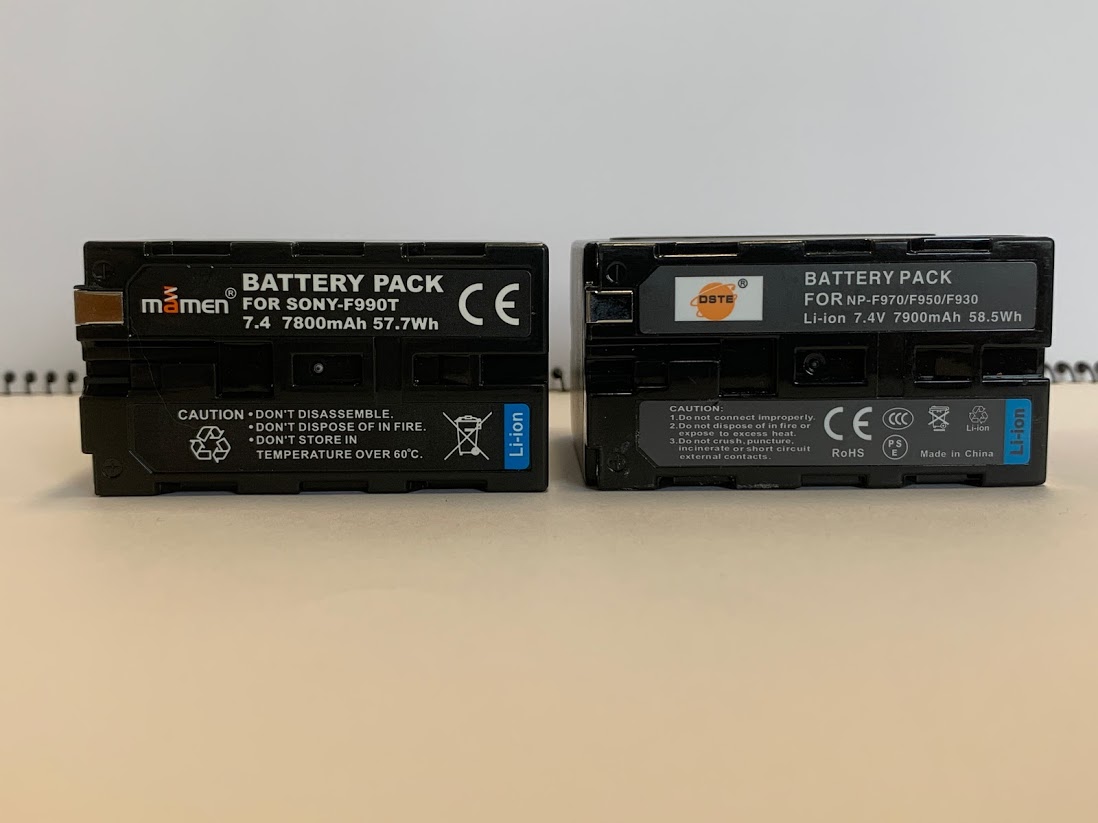 mamen®
BATTERY PACK
FOR SONY-F990T
7.4 7800mAh 57.7Wh
CE
CAUTION • DON'T DISASSEMBLE.
• DON'T DISPOSE OF IN FIRE.
• DON'T STORE IN
TEMPERATURE OVER 60°C.
Li-ion
DSTE®
BATTERY PACK
FOR NP-F970/F950/F930
Li-ion 7.4V 7900mAh 58.5Wh
CAUTION:
1.Do not connect improperly.
2.Do not dispose of in fire or
expose to excess heat.
3.Do not crush, puncture,
incinerate or short circuit
external contacts.
CE
RoHS
CCC
PS
E
Li-ion
Made in China
Li-ion